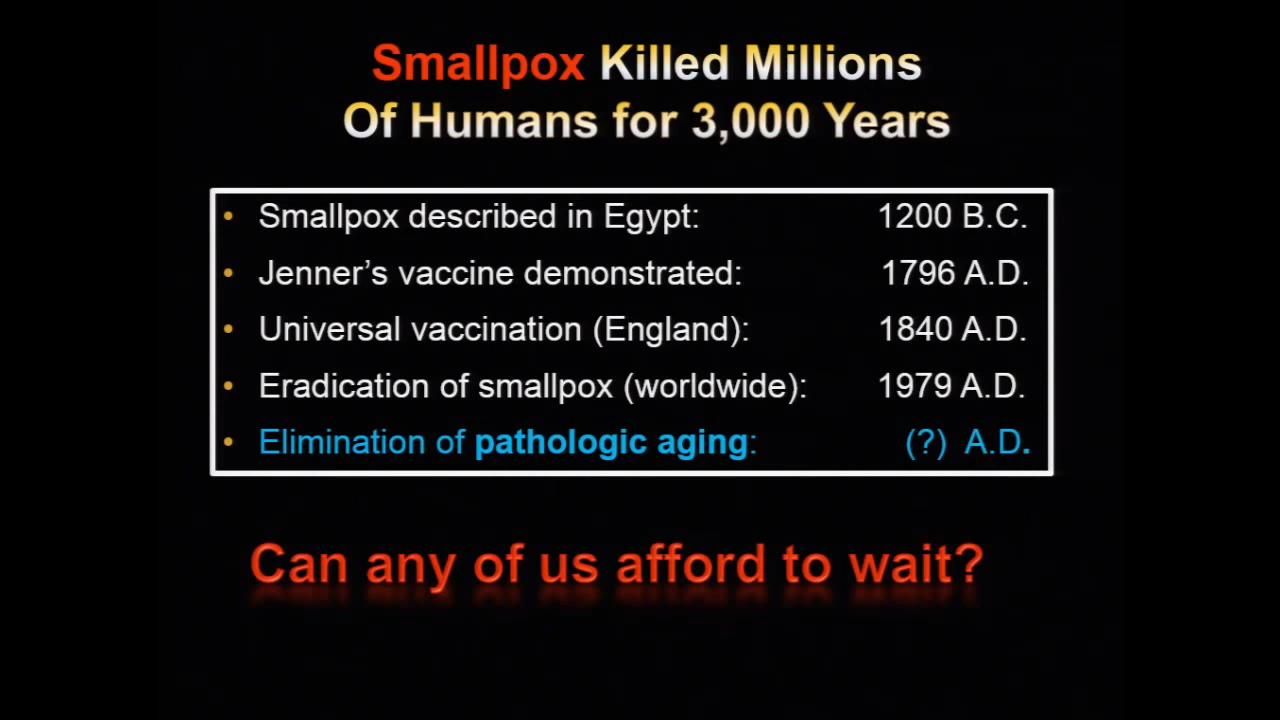 Smallpox Killed Millions
Of Humans for 3,000 Years
• Smallpox described in Egypt: 1200 B.C.
• Jenner’s vaccine demonstrated: 1796 A.D.
• Universal vaccination (England): 1840 A.D.
• Eradication of smallpox (worldwide): 1979 A.D.
• Elimination of pathologic aging: (?) A.D.
Can any of us afford to wait?